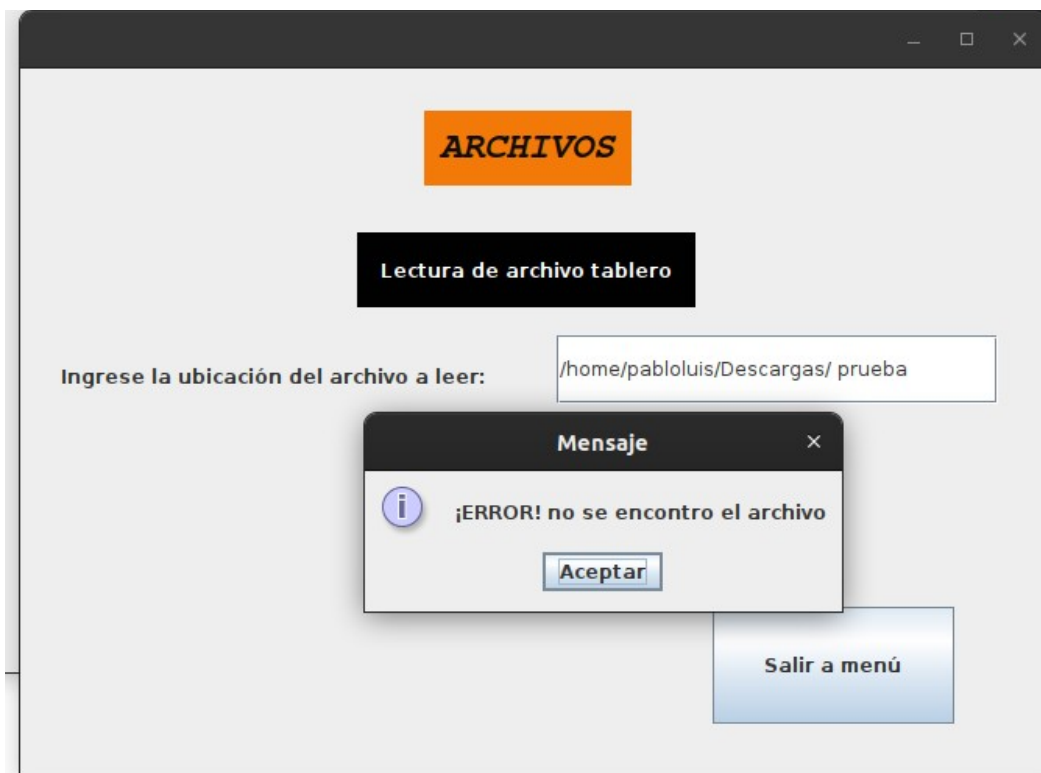 ARCHIVOS
Lectura de archivo tablero
Ingrese la ubicación del archivo a leer:
/home/pabloluis/Descargas/ prueba
Mensaje
¡ERROR! no se encontro el archivo
Aceptar
Salir a menú